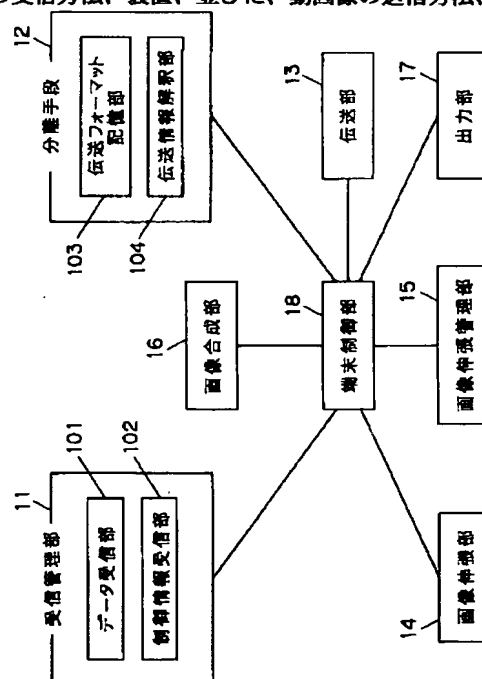 の受信方法、装置、並びに、動画像の送信方法、
11
受信管理部
101
データ受信部
102
制御情報受信部
12
分離手段
103
伝送フォーマット
記憶部
104
伝送情報解釈部
16
画像合成部
18
端末制御部
13
伝送部
14
画像伸張部
15
画像伸張管理部
17
出力部